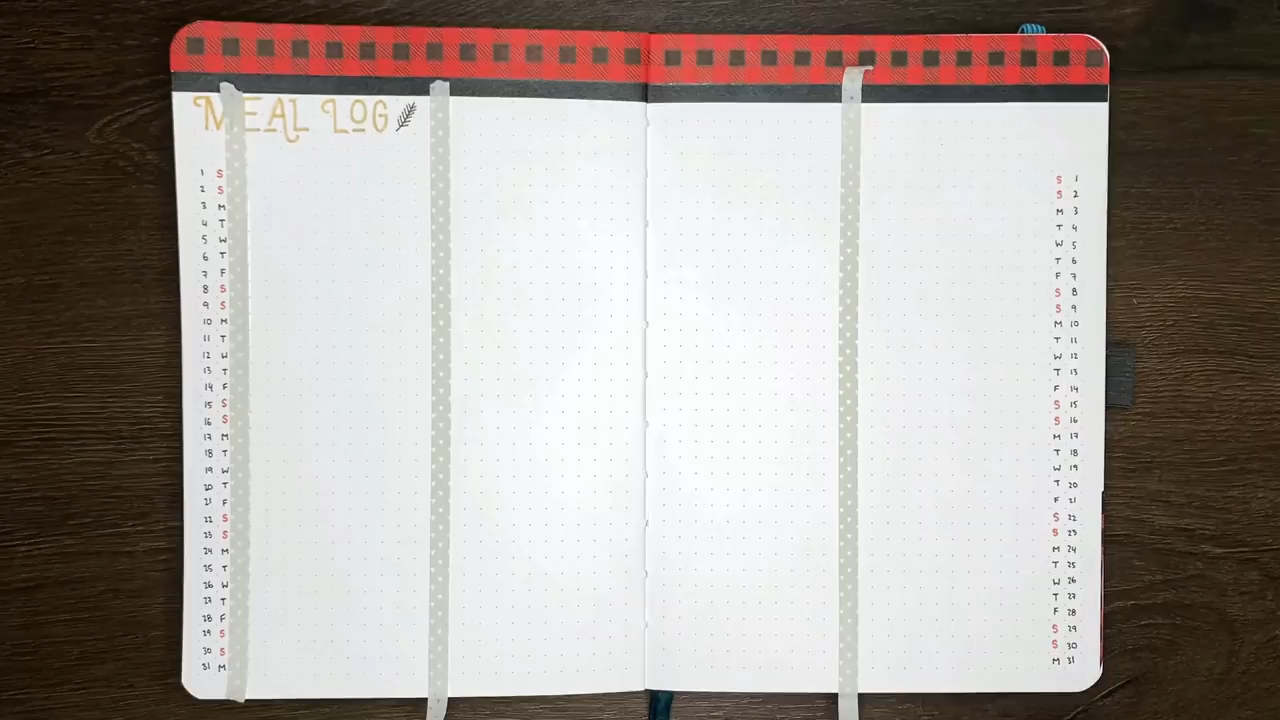 MEAL LOG
1 S S 1
2 S S 2
3 M M 3
4 T T 4
5 W W 5
6 T T 6
7 F F 7
8 S S 8
9 S S 9
10 M M 10
11 T T 11
12 W W 12
13 T T 13
14 F F 14
15 S S 15
16 S S 16
17 M M 17
18 T T 18
19 W W 19
20 T T 20
21 F F 21
22 S S 22
23 S S 23
24 M M 24
25 T T 25
26 W W 26
27 T T 27
28 F F 28
29 S S 29
30 S S 30
31 M M 31